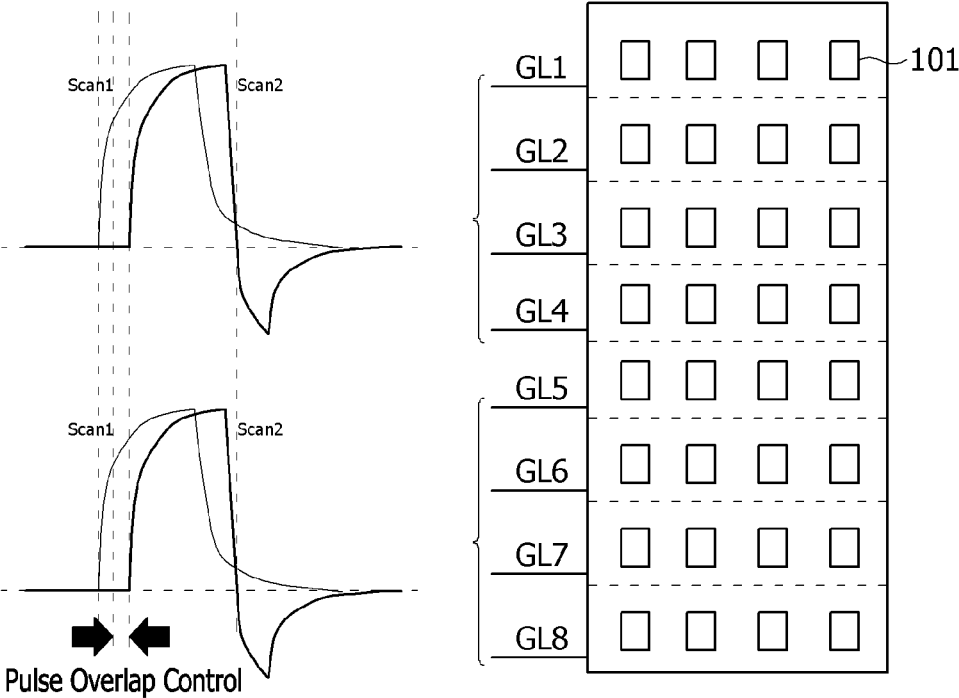 Scan1
Scan2
Scan1
Scan2
Pulse Overlap Control
GL1
GL2
GL3
GL4
GL5
GL6
GL7
GL8
101